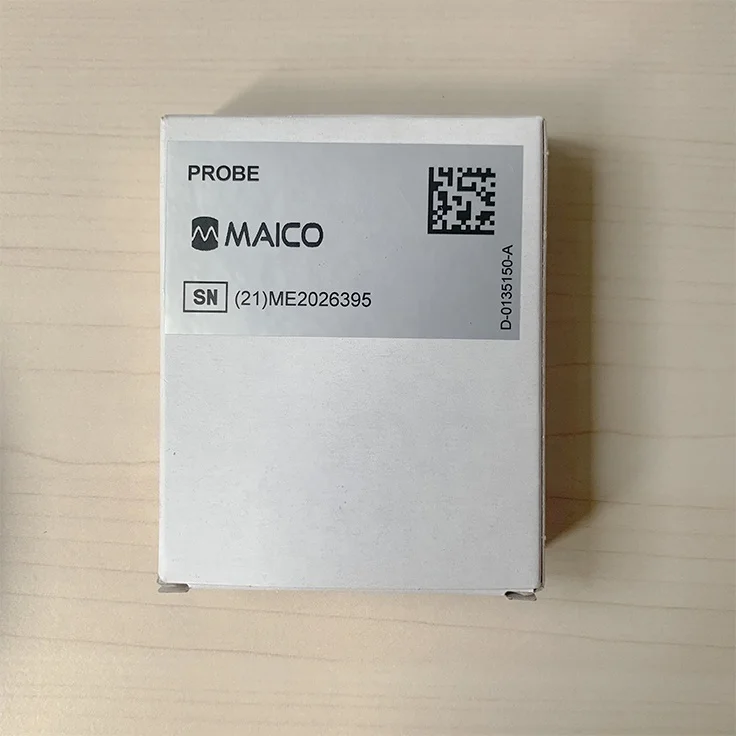 PROBE
MAICO
SN (21)ME2026395
D-0135150-A